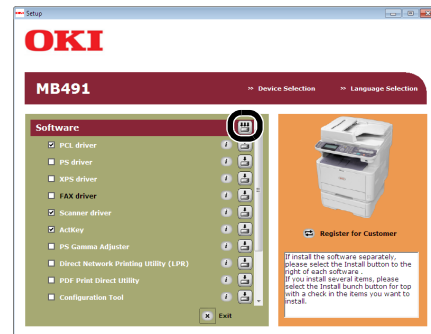 Setup
OKI
MB491
» Device Selection » Language Selection
Software
PCL driver
PS driver
XPS driver
FAX driver
Scanner driver
ActKey
PS Gamma Adjuster
Direct Network Printing Utility (LPR)
PDF Print Direct Utility
Configuration Tool
Exit
Register for Customer
If install the software separately,
please select the Install button to the
right of each software .
If you install several items, please
select the Install bunch button for top
with a check in the items you want to
install.